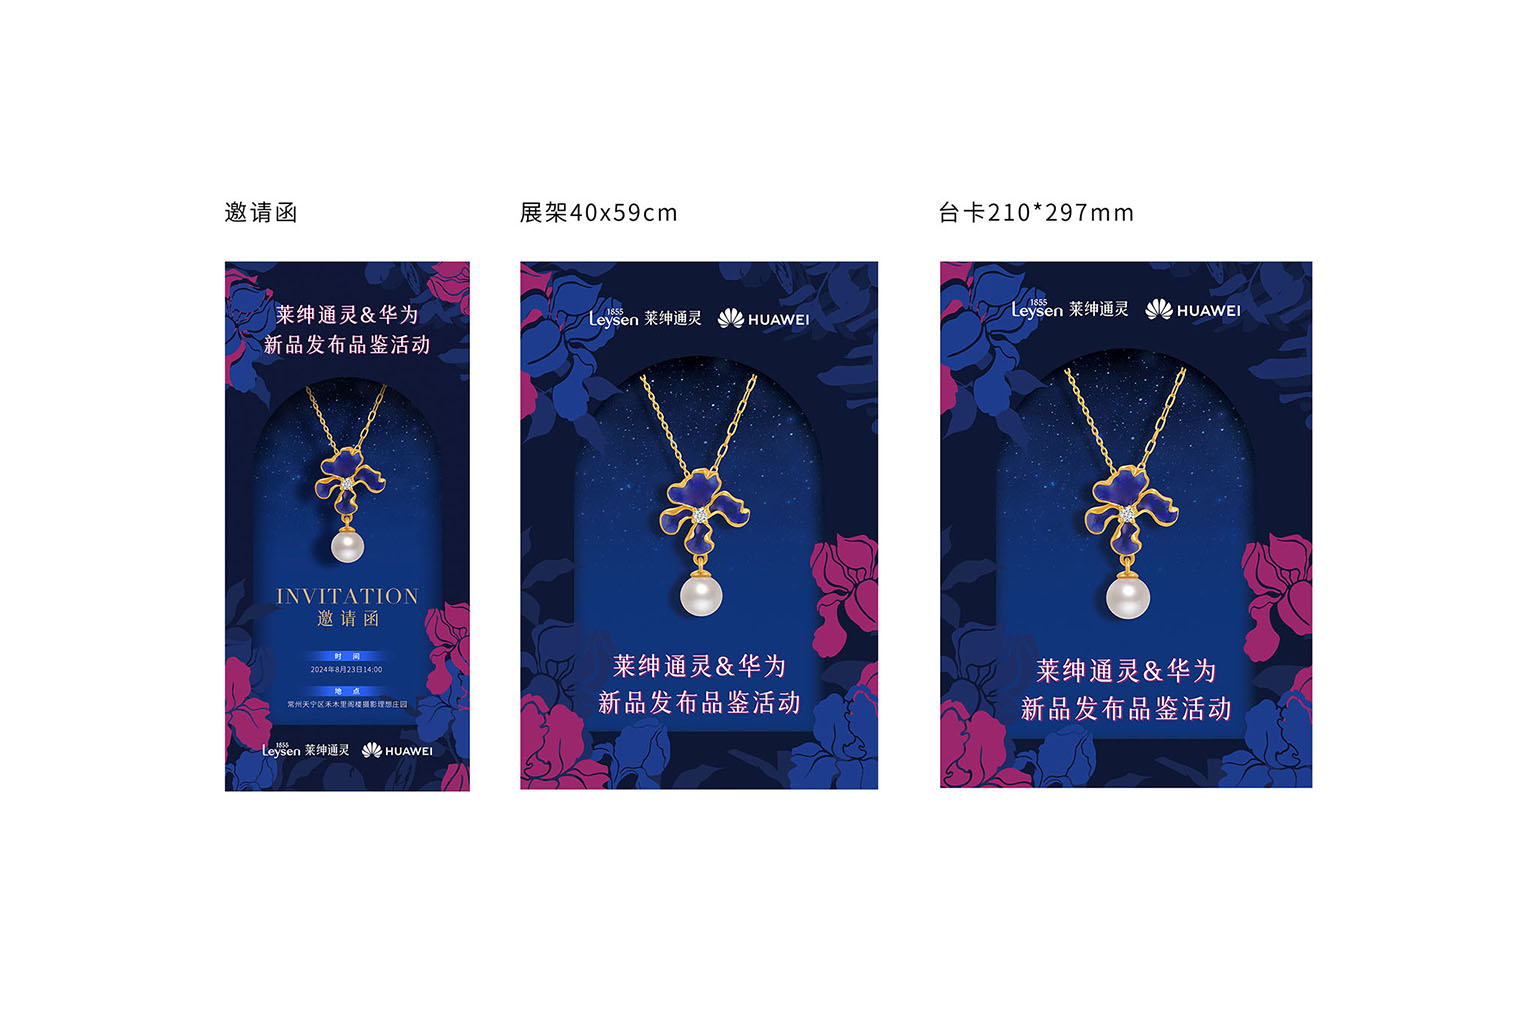 邀请函
莱绅通灵&华为
新品发布品鉴活动
INVITATION
邀请函
时 间
2024年8月23日14:00
地 点
常州天宁区禾木里阁楼摄影理想庄园
1855
Leysen 莱绅通灵 HUAWEI
展架40x59cm
1855
Leysen 莱绅通灵 HUAWEI
莱绅通灵&华为
新品发布品鉴活动
台卡210*297mm
1855
Leysen 莱绅通灵 HUAWEI
莱绅通灵&华为
新品发布品鉴活动